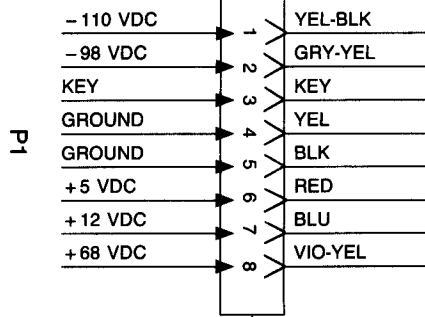 −110 VDC 1 YEL-BLK
−98 VDC 2 GRY-YEL
KEY 3 KEY
GROUND 4 YEL
GROUND 5 BLK
+5 VDC 6 RED
+12 VDC 7 BLU
+68 VDC 8 VIO-YEL
P1